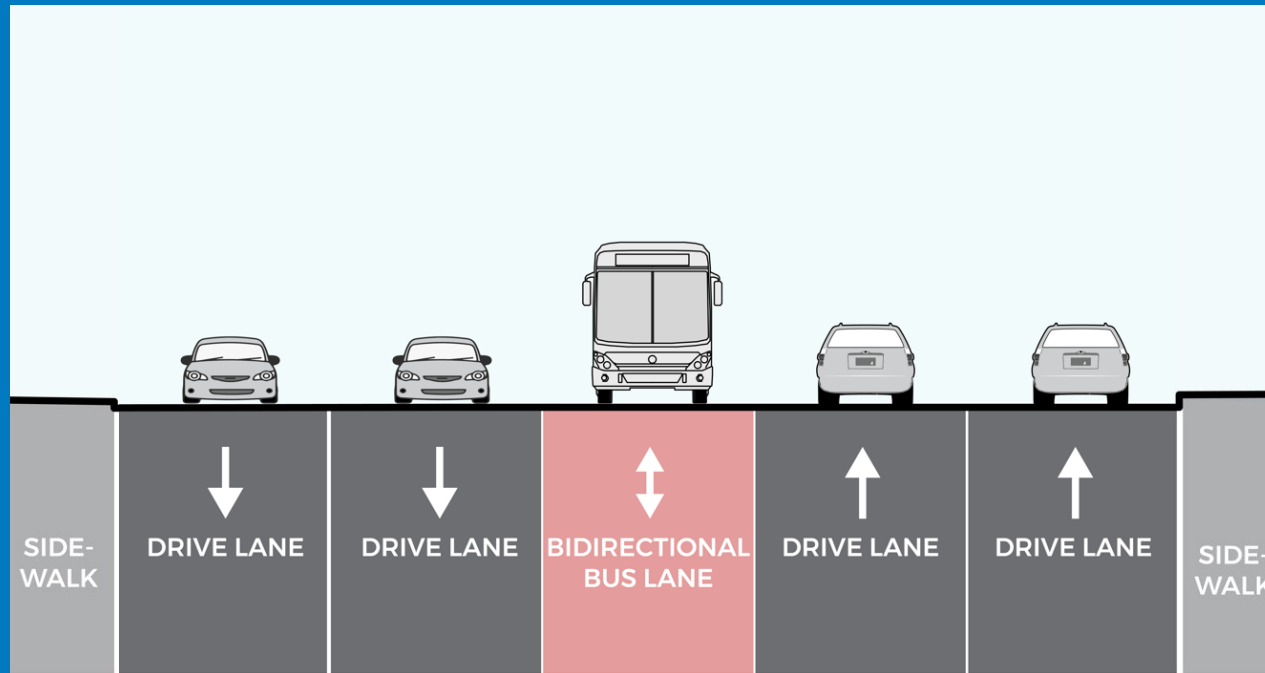 SIDE-
WALK
DRIVE LANE
DRIVE LANE
BIDIRECTIONAL
BUS LANE
DRIVE LANE
DRIVE LANE
SIDE-
WALK